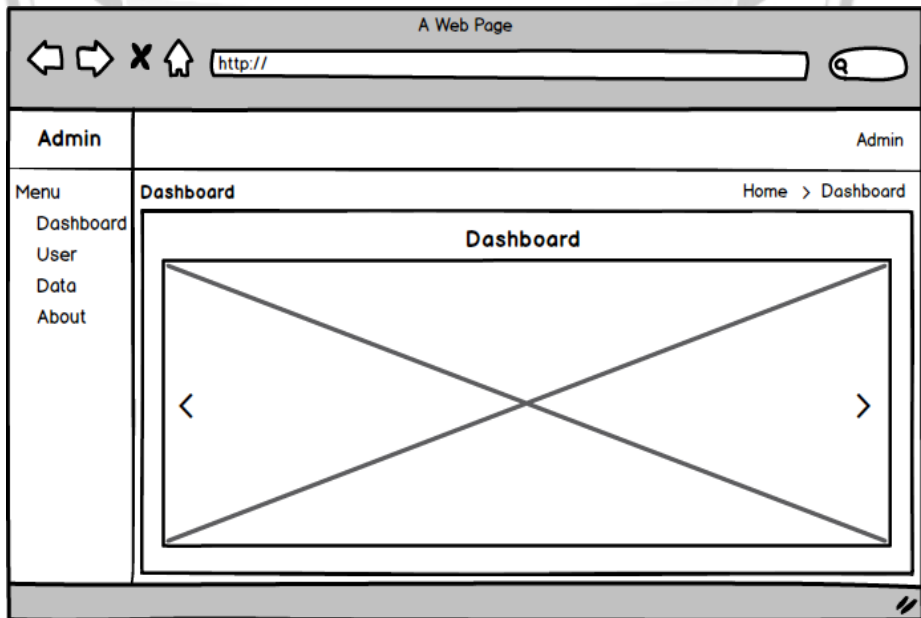 A Web Page
http://
Admin
Admin
Menu
Dashboard
User
Data
About
Dashboard
Home > Dashboard
Dashboard